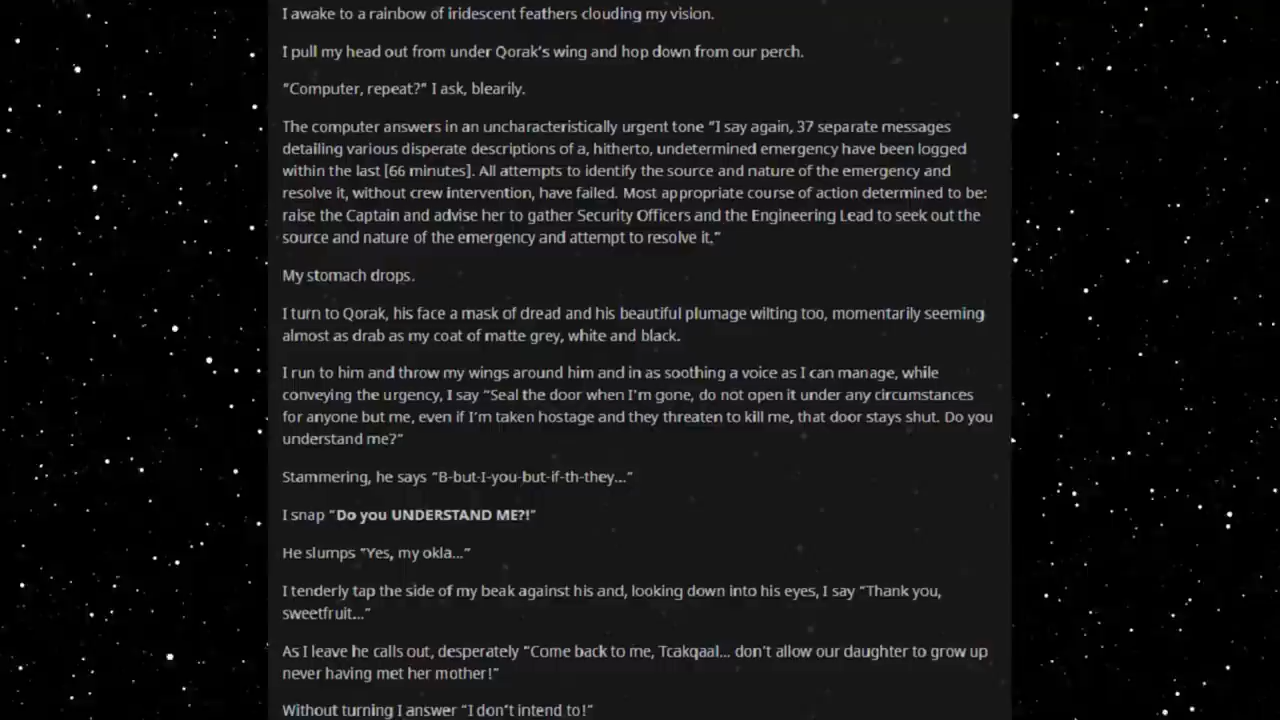 I awake to a rainbow of iridescent feathers clouding my vision.
I pull my head out from under Qorak's wing and hop down from our perch.
"Computer, repeat?" I ask, blearily.
The computer answers in an uncharacteristically urgent tone "I say again, 37 separate messages
detailing various disparate descriptions of a, hitherto, undetermined emergency have been logged
within the last [66 minutes]. All attempts to identify the source and nature of the emergency and
resolve it, without crew intervention, have failed. Most appropriate course of action determined to be:
raise the Captain and advise her to gather Security Officers and the Engineering Lead to seek out the
source and nature of the emergency and attempt to resolve it."
My stomach drops.
I turn to Qorak, his face a mask of dread and his beautiful plumage wilting too, momentarily seeming
almost as drab as my coat of matte grey, white and black.
I run to him and throw my wings around him and in as soothing a voice as I can manage, while
conveying the urgency, I say "Seal the door when I'm gone, do not open it under any circumstances
for anyone but me, even if I'm taken hostage and they threaten to kill me, that door stays shut. Do you
understand me?"
Stammering, he says "B-but-I-you-but-if-th-they..."
I snap "Do you UNDERSTAND ME?!"
He slumps "Yes, my okla..."
I tenderly tap the side of my beak against his and, looking down into his eyes, I say "Thank you,
sweetfruit..."
As I leave he calls out, desperately "Come back to me, Tcakqaal... don't allow our daughter to grow up
never having met her mother!"
Without turning I answer "I don't intend to!"